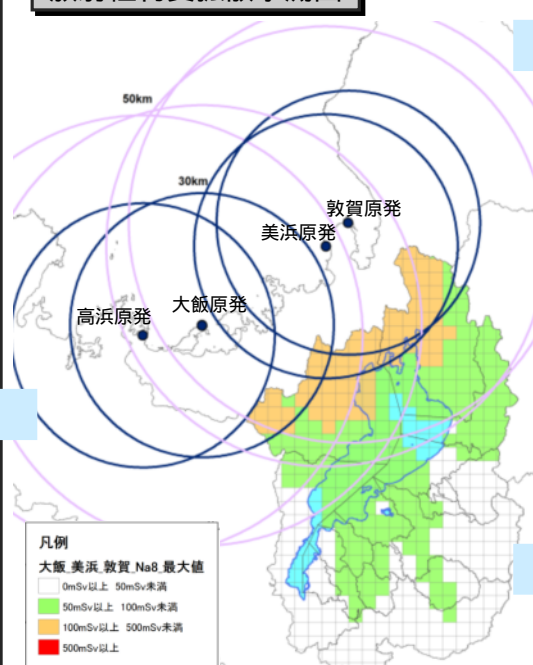 50km
30km
敦賀原発
美浜原発
大飯原発
高浜原発
凡例
大飯_美浜_敦賀_Na8_最大値
0mSv以上 50mSv未満
50mSv以上 100mSv未満
100mSv以上 500mSv未満
500mSv以上